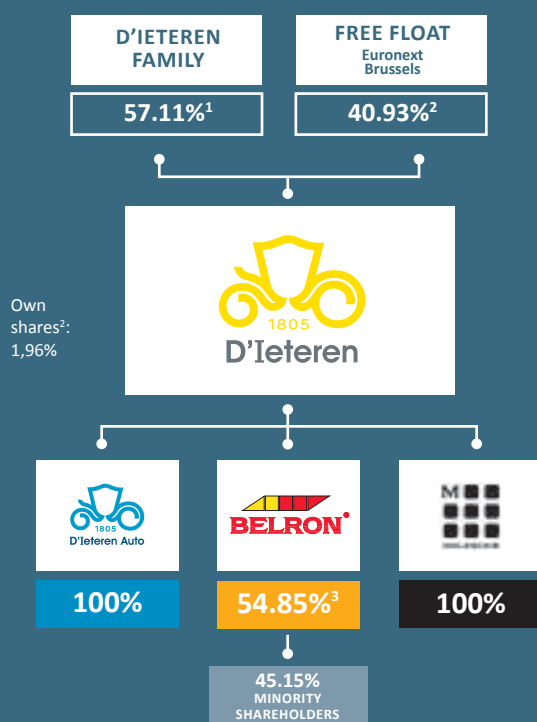 D'IETEREN
FAMILY
FREE FLOAT
Euronext
Brussels
57.11%1
40.93%2
Own
shares2:
1,96%
1805
D'Ieteren
1805
D'Ieteren Auto
BELRON®
M
100%
54.85%3
100%
45.15%
MINORITY
SHAREHOLDERS